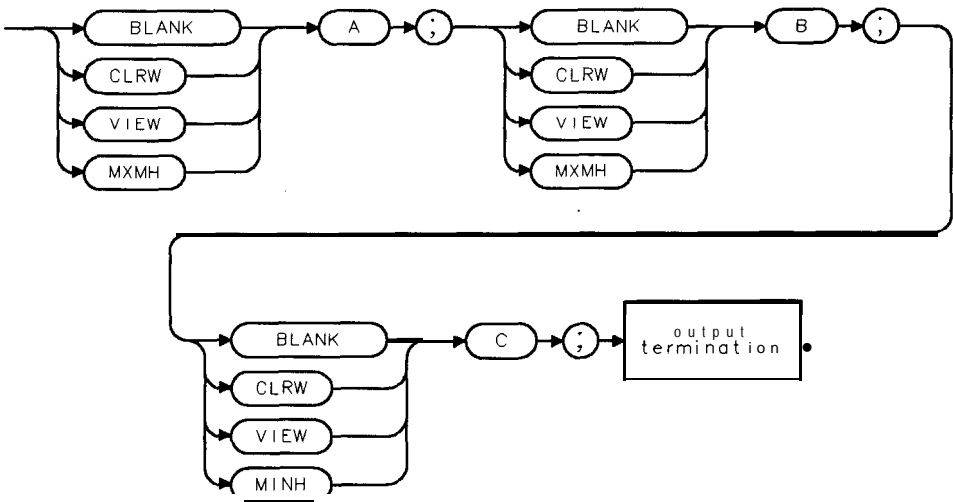 BLANK A ; BLANK B ;
CLRW CLRW
VIEW VIEW
MXMH MXMH
BLANK C ; output
termination
CLRW
VIEW
MINH